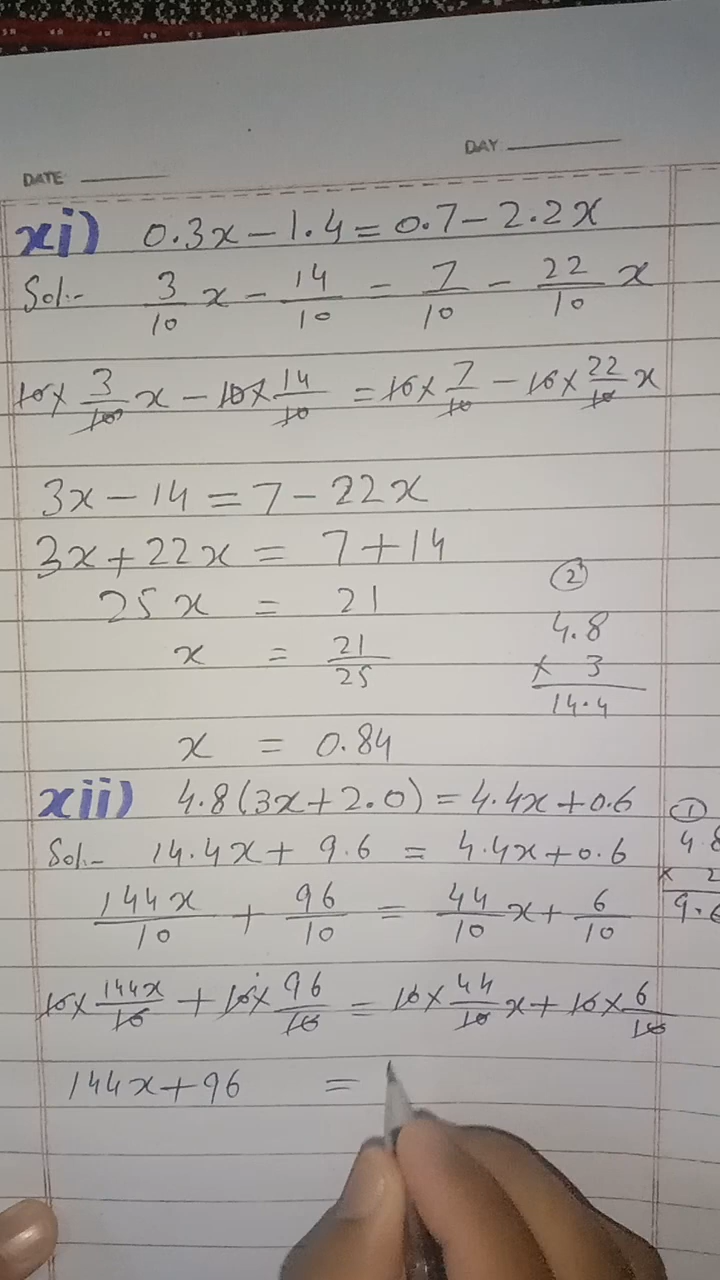 DAY
DATE
xi) 0.3x - 1.4 = 0.7 - 2.2x
Sol:- 3/10 x - 14/10 = 7/10 - 22/10 x
10 × 3/10 x - 10 × 14/10 = 10 × 7/10 - 10 × 22/10 x
3x - 14 = 7 - 22x
3x + 22x = 7 + 14
25x = 21
x = 21/25
x = 0.84
②
4.8
× 3
14.4
xii) 4.8(3x + 2.0) = 4.4x + 0.6
Sol:- 14.4x + 9.6 = 4.4x + 0.6
144x/10 + 96/10 = 44/10 x + 6/10
10 × 144x/10 + 10 × 96/10 = 10 × 44/10 x + 10 × 6/10
144x + 96 =
①
4.8
× 2
9.6